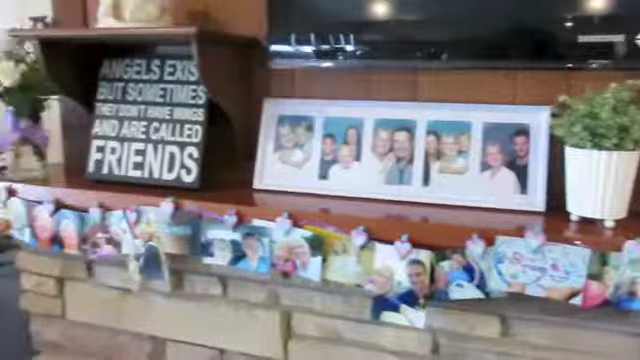 ANGELS EXIS
BUT SOMETIMES
THEY DON'T HAVE WINGS
AND ARE CALLED
FRIENDS